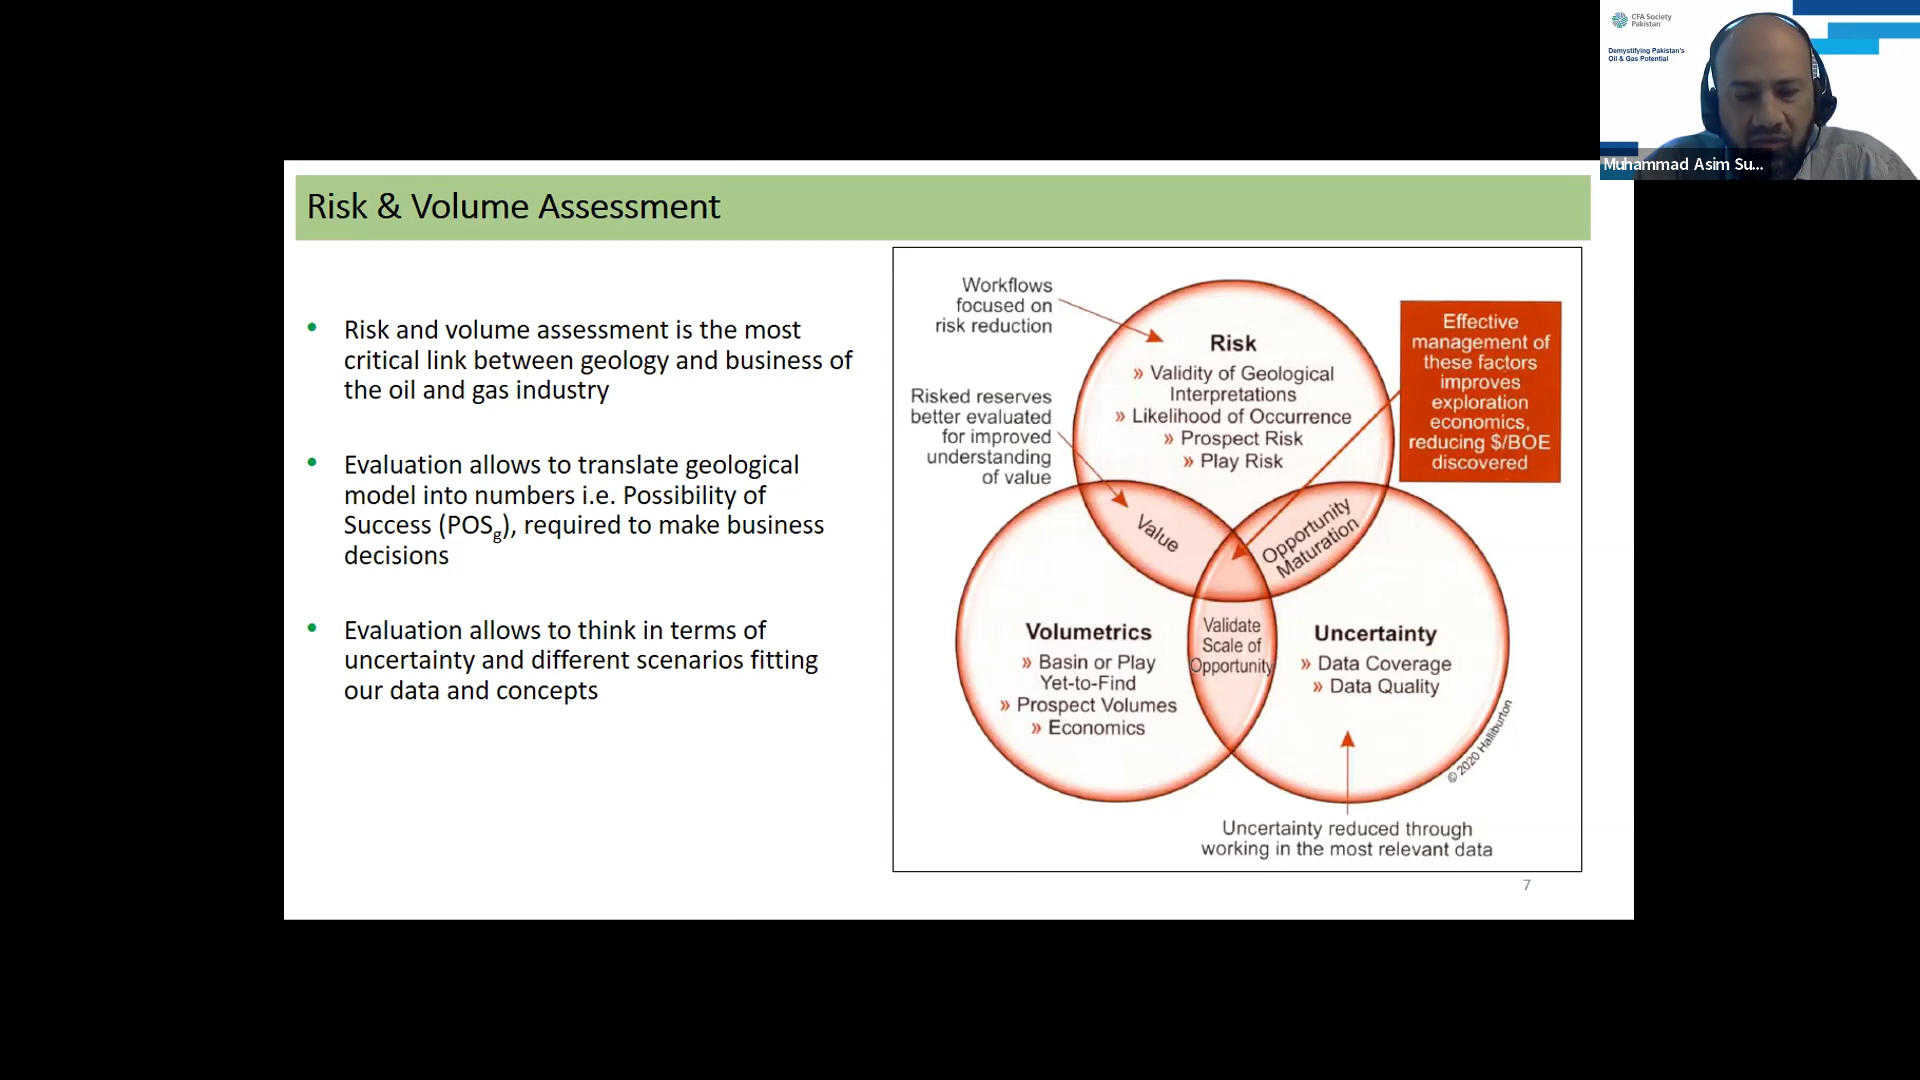 CFA Society
Pakistan
Demystifying Pakistan's
Oil & Gas Potential
Muhammad Asim Su...
Risk & Volume Assessment
• Risk and volume assessment is the most
critical link between geology and business of
the oil and gas industry
• Evaluation allows to translate geological
model into numbers i.e. Possibility of
Success (POSg), required to make business
decisions
• Evaluation allows to think in terms of
uncertainty and different scenarios fitting
our data and concepts
Workflows
focused on
risk reduction
Risked reserves
better evaluated
for improved
understanding
of value
Risk
» Validity of Geological
Interpretations
» Likelihood of Occurrence
» Prospect Risk
» Play Risk
Effective
management of
these factors
improves
exploration
economics,
reducing $/BOE
discovered
Value
Opportunity
Maturation
Volumetrics
» Basin or Play
Yet-to-Find
» Prospect Volumes
» Economics
Validate
Scale of
Opportunity
Uncertainty
» Data Coverage
» Data Quality
© 2020 Halliburton
Uncertainty reduced through
working in the most relevant data
7